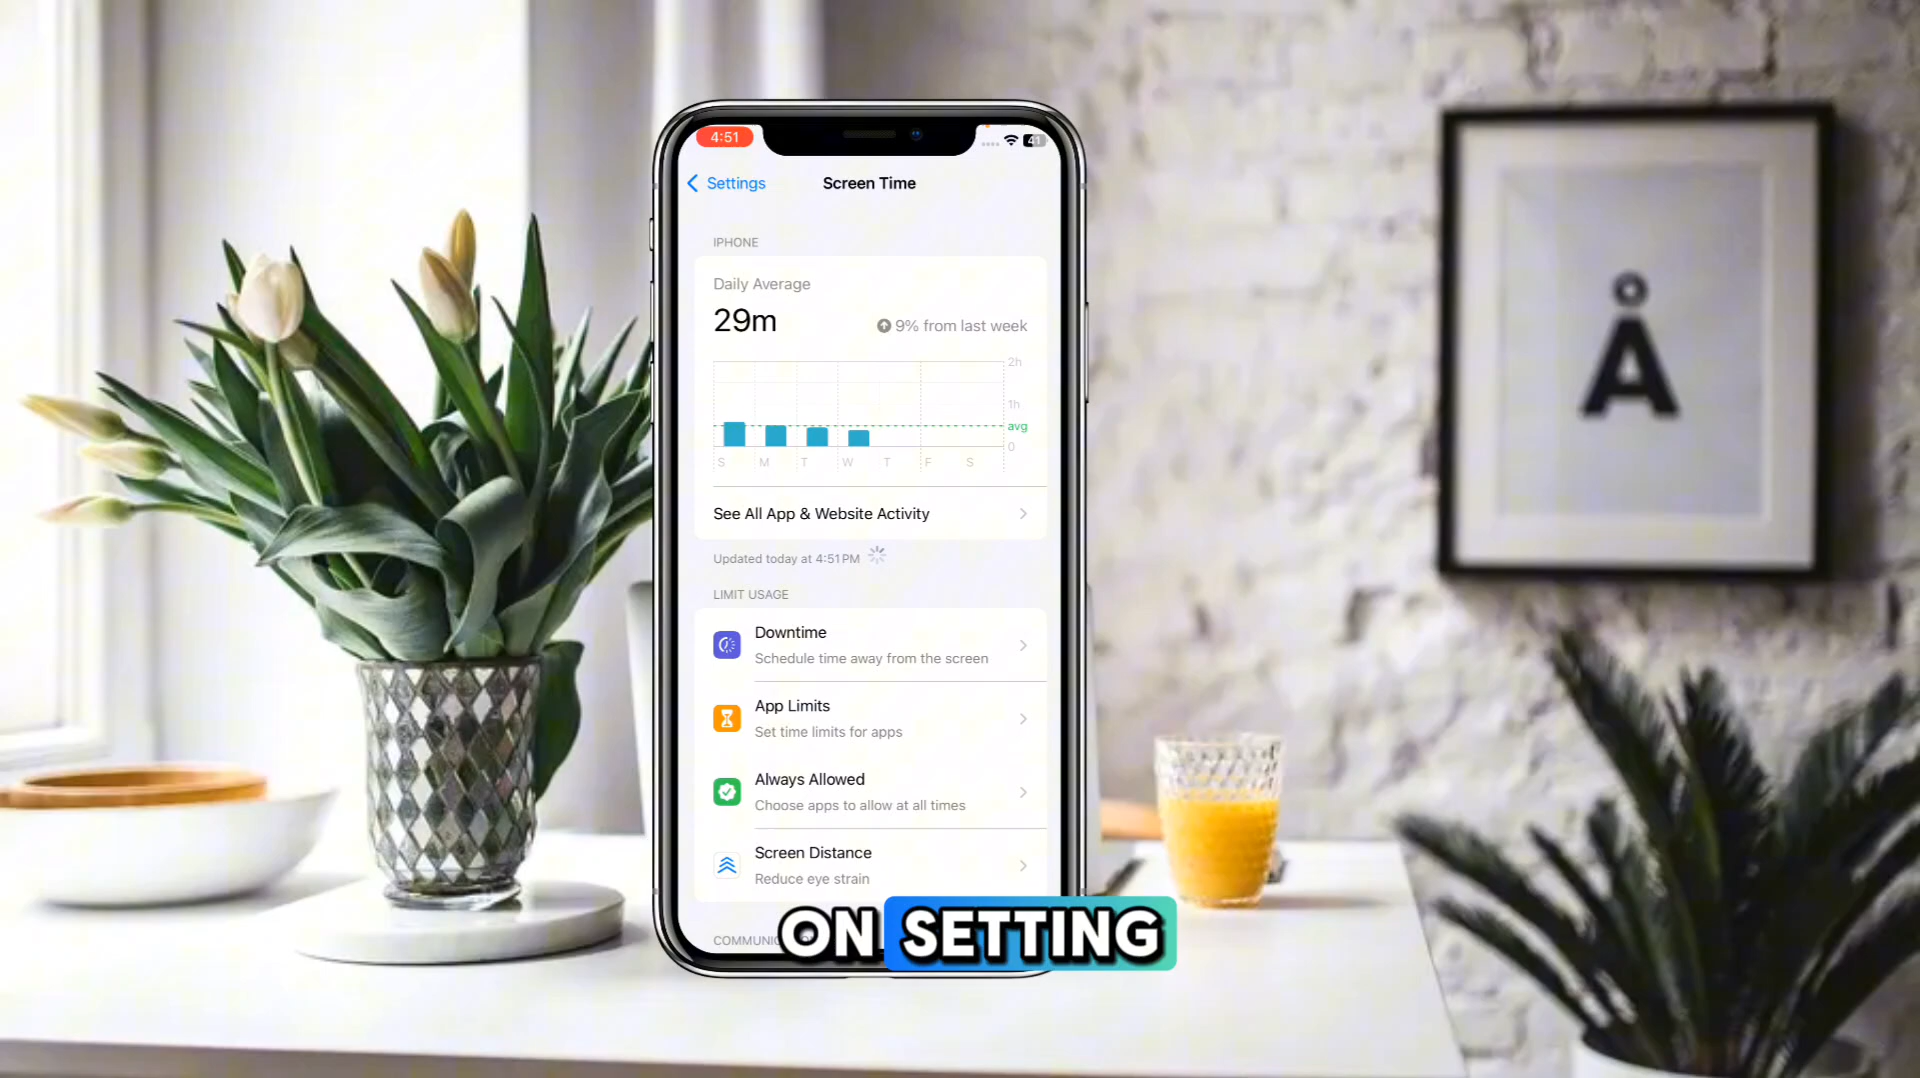 4:51
41
Settings
Screen Time
IPHONE
Daily Average
29m
9% from last week
2h
1h
avg
0
S M T W T F S
See All App & Website Activity
Updated today at 4:51 PM
LIMIT USAGE
Downtime
Schedule time away from the screen
App Limits
Set time limits for apps
Always Allowed
Choose apps to allow at all times
Screen Distance
Reduce eye strain
ON SETTING
Å